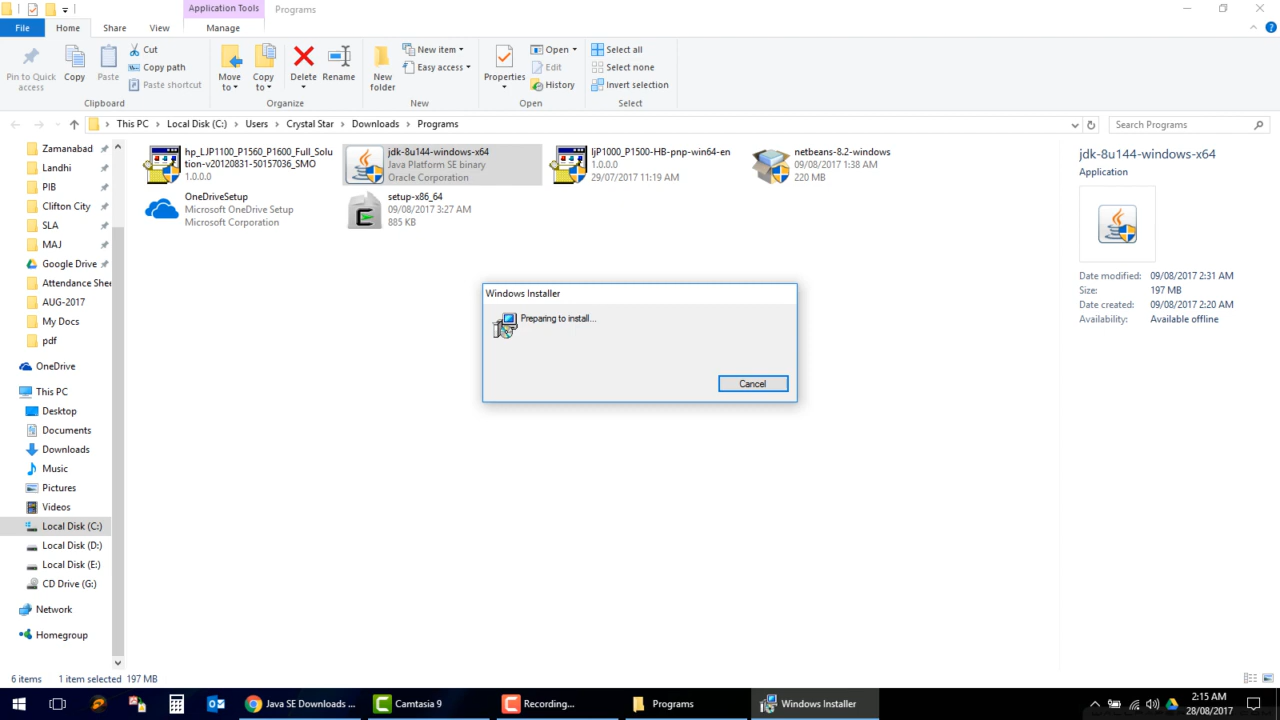 Application Tools
Programs
File
Home
Share
View
Manage
Pin to Quick access
Copy
Paste
Cut
Copy path
Paste shortcut
Clipboard
Move to
Copy to
Delete
Rename
Organize
New folder
New item
Easy access
New
Properties
Open
Edit
History
Open
Select all
Select none
Invert selection
Select
This PC
Local Disk (C:)
Users
Crystal Star
Downloads
Programs
Search Programs
Zamanabad
Landhi
PIB
Clifton City
SLA
MAJ
Google Drive
Attendance Shee
AUG-2017
My Docs
pdf
OneDrive
This PC
Desktop
Documents
Downloads
Music
Pictures
Videos
Local Disk (C:)
Local Disk (D:)
Local Disk (E:)
CD Drive (G:)
Network
Homegroup
hp_LJP1100_P1560_P1600_Full_Solu
tion-v20120831-50157036_SMO
1.0.0.0
jdk-8u144-windows-x64
Java Platform SE binary
Oracle Corporation
ljP1000_P1500-HB-pnp-win64-en
1.0.0.0
29/07/2017 11:19 AM
netbeans-8.2-windows
09/08/2017 1:38 AM
220 MB
OneDriveSetup
Microsoft OneDrive Setup
Microsoft Corporation
setup-x86_64
09/08/2017 3:27 AM
885 KB
Windows Installer
Preparing to install...
Cancel
jdk-8u144-windows-x64
Application
Date modified: 09/08/2017 2:31 AM
Size: 197 MB
Date created: 09/08/2017 2:20 AM
Availability: Available offline
6 items
1 item selected 197 MB
Java SE Downloads ...
Camtasia 9
Recording...
Programs
Windows Installer
2:15 AM
28/08/2017